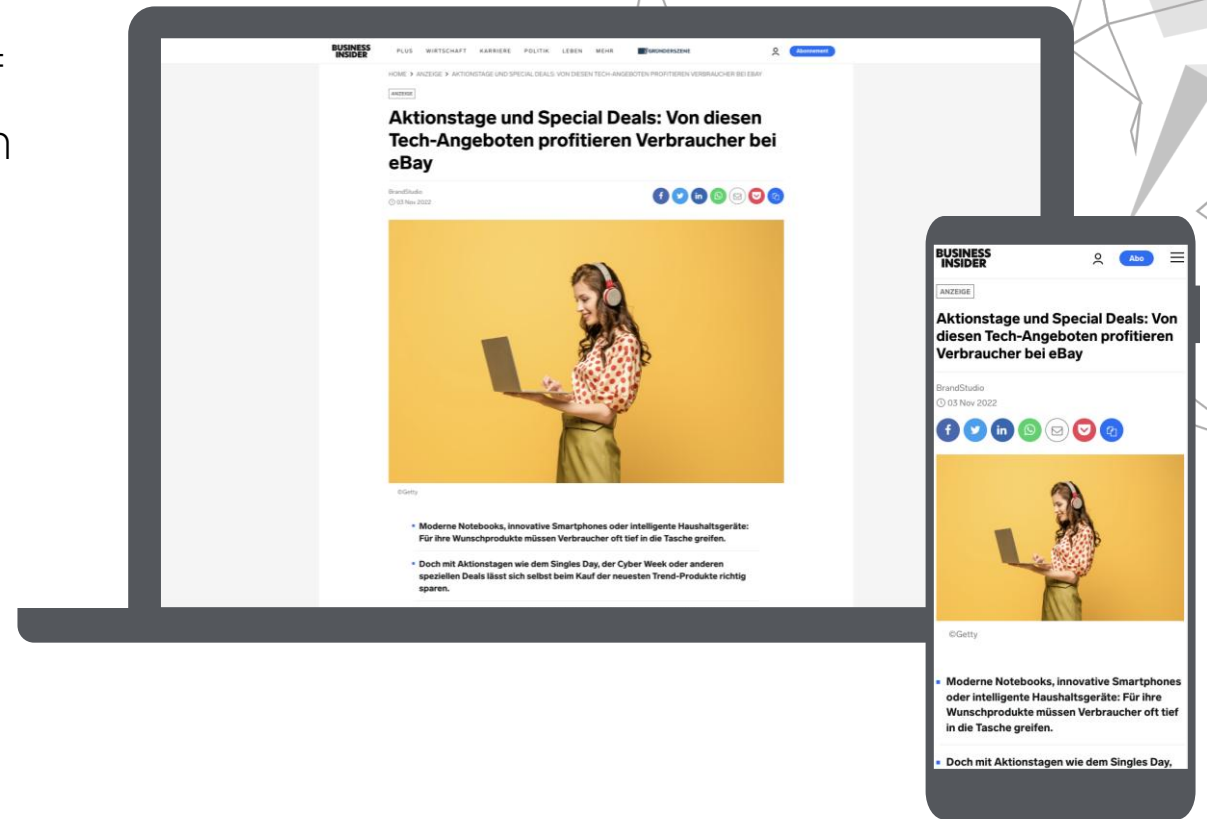 BUSINESS
INSIDER
PLUS WIRTSCHAFT KARRIERE POLITIK LEBEN MEHR GRÜNDERSZENE Abonnement
HOME > ANZEIGE > AKTIONSTAGE UND SPECIAL DEALS: VON DIESEN TECH-ANGEBOTEN PROFITIEREN VERBRAUCHER BEI EBAY
ANZEIGE
Aktionstage und Special Deals: Von diesen
Tech-Angeboten profitieren Verbraucher bei
eBay
BrandStudio
03 Nov 2022
©Getty
Moderne Notebooks, innovative Smartphones oder intelligente Haushaltsgeräte:
Für ihre Wunschprodukte müssen Verbraucher oft tief in die Tasche greifen.
Doch mit Aktionstagen wie dem Singles Day, der Cyber Week oder anderen
speziellen Deals lässt sich selbst beim Kauf der neuesten Trend-Produkte richtig
sparen.
BUSINESS
INSIDER
Abo
ANZEIGE
Aktionstage und Special Deals: Von
diesen Tech-Angeboten profitieren
Verbraucher bei eBay
BrandStudio
03 Nov 2022
©Getty
Moderne Notebooks, innovative Smartphones
oder intelligente Haushaltsgeräte: Für ihre
Wunschprodukte müssen Verbraucher oft tief
in die Tasche greifen.
Doch mit Aktionstagen wie dem Singles Day,